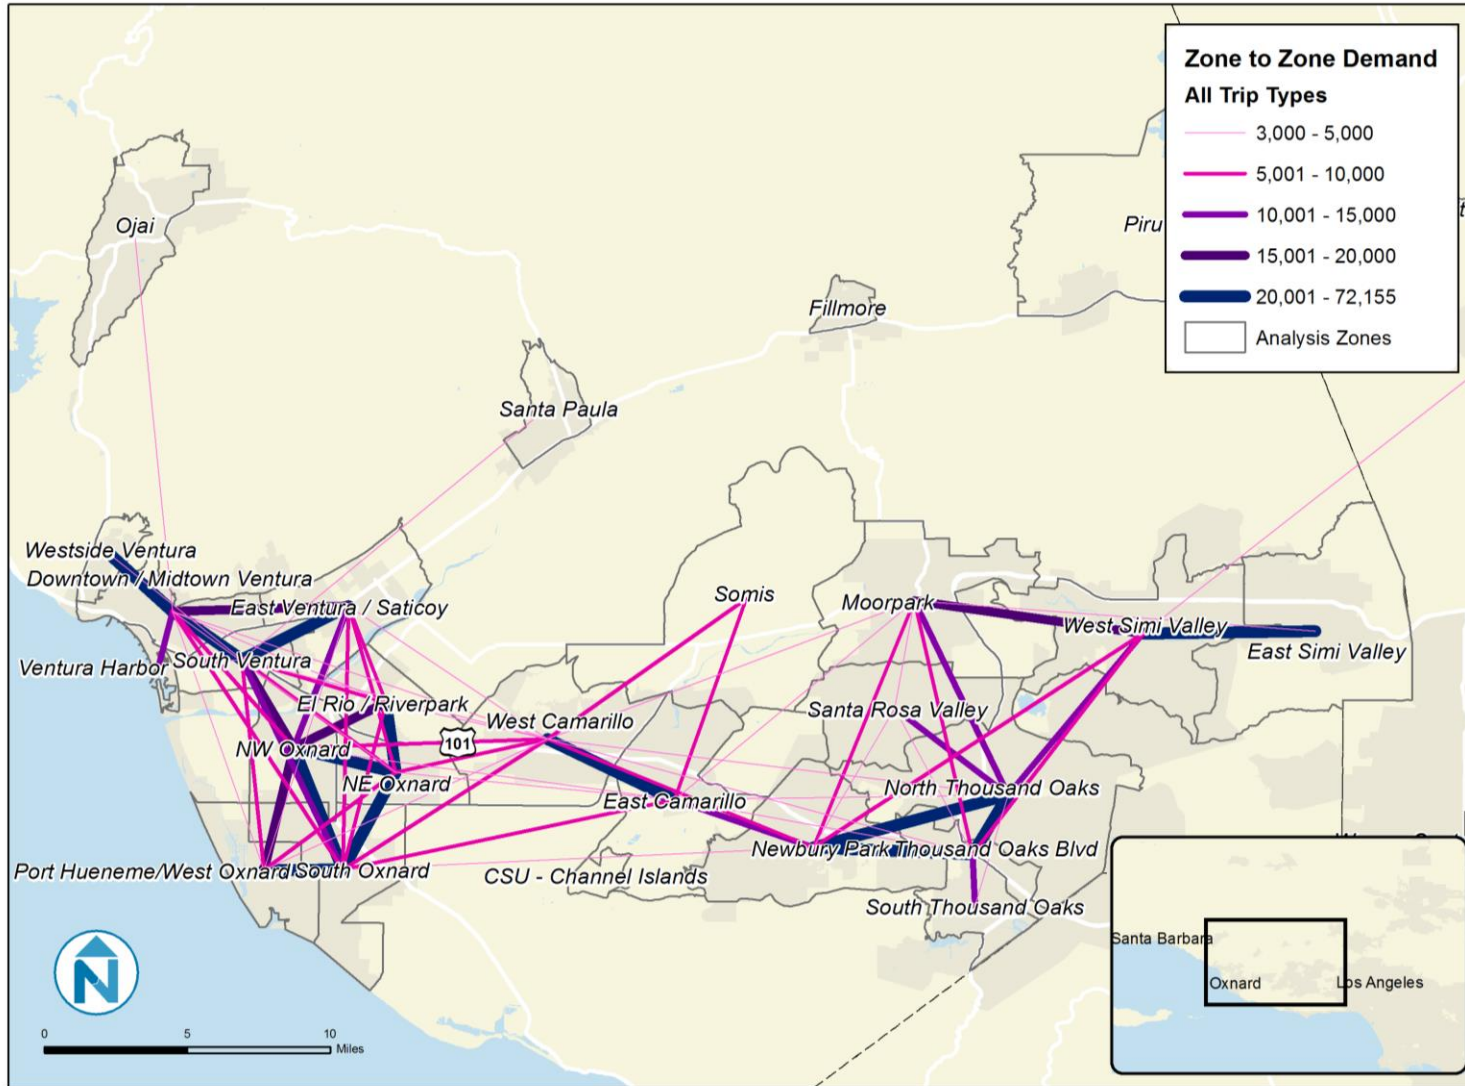 Zone to Zone Demand
All Trip Types
3,000 - 5,000
5,001 - 10,000
10,001 - 15,000
15,001 - 20,000
20,001 - 72,155
Analysis Zones
Ojai
Piru
Fillmore
Santa Paula
Westside Ventura
Downtown / Midtown Ventura
East Ventura / Saticoy
Somis
Moorpark
West Simi Valley
East Simi Valley
Ventura Harbor
South Ventura
El Rio / Riverpark
Santa Rosa Valley
West Camarillo
101
NW Oxnard
NE Oxnard
North Thousand Oaks
East Camarillo
Newbury Park
Thousand Oaks Blvd
Port Hueneme/West Oxnard
South Oxnard
CSU - Channel Islands
South Thousand Oaks
N
0 5 10
Miles
Santa Barbara
Oxnard
Los Angeles